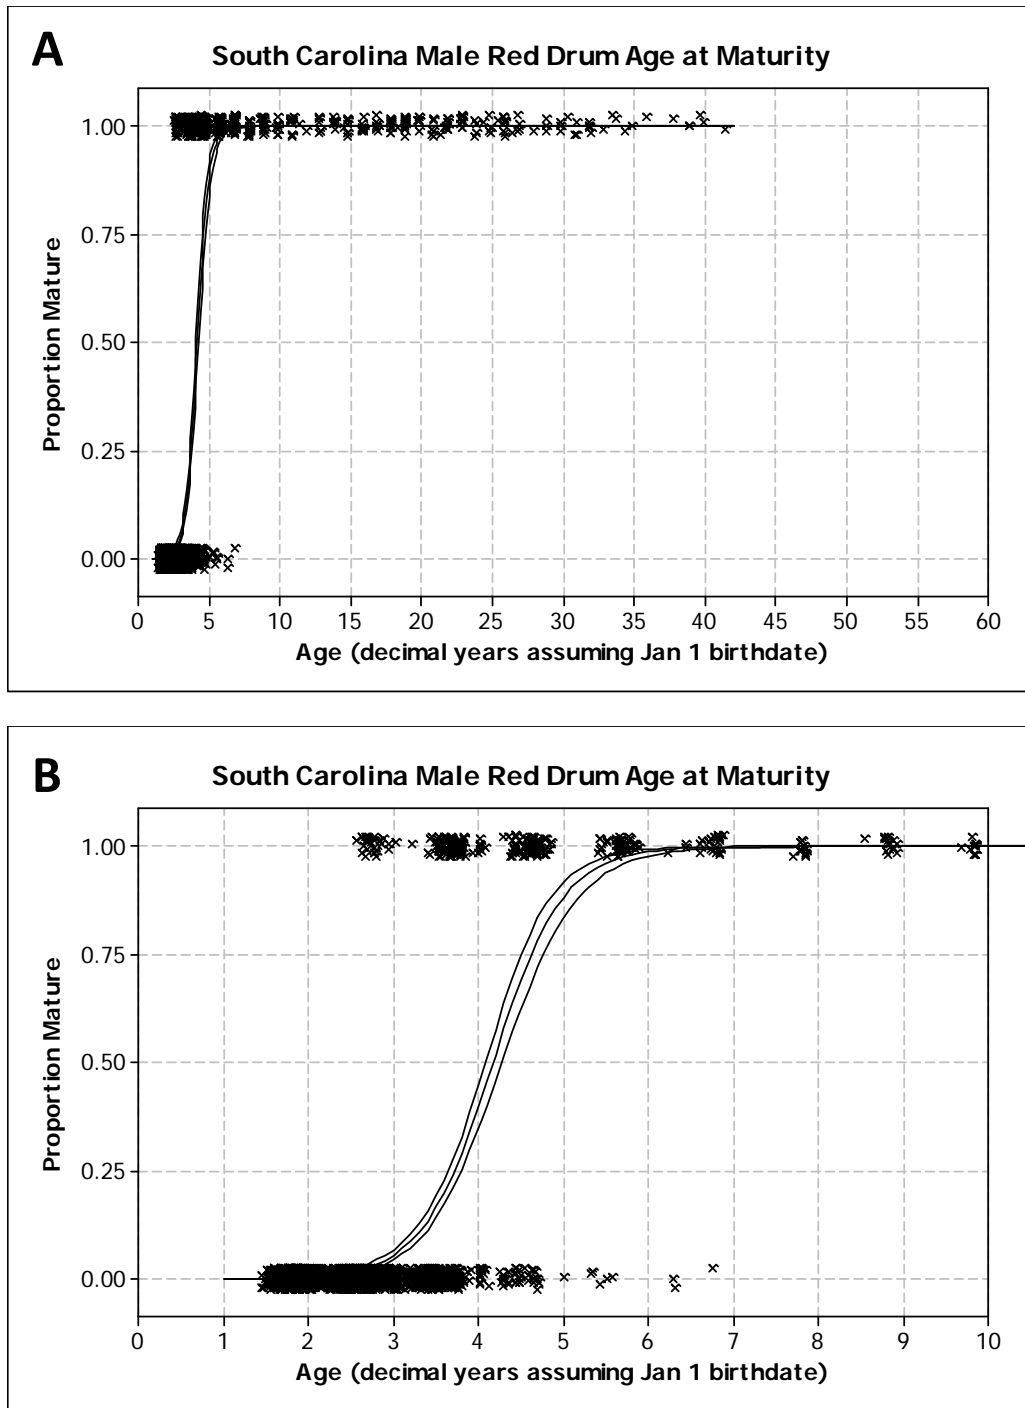 A
South Carolina Male Red Drum Age at Maturity
1.00
0.75
0.50
0.25
0.00
Proportion Mature
0 5 10 15 20 25 30 35 40 45 50 55 60
Age (decimal years assuming Jan 1 birthdate)
B
South Carolina Male Red Drum Age at Maturity
1.00
0.75
0.50
0.25
0.00
Proportion Mature
0 1 2 3 4 5 6 7 8 9 10
Age (decimal years assuming Jan 1 birthdate)